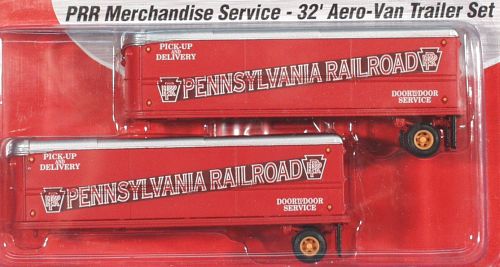 PRR Merchandise Service - 32' Aero-Van Trailer Set
PICK-UP
AND
DELIVERY
PENNSYLVANIA RAILROAD
DOOR TO DOOR
SERVICE
PICK-UP
AND
DELIVERY
PENNSYLVANIA RAILROAD
DOOR TO DOOR
SERVICE